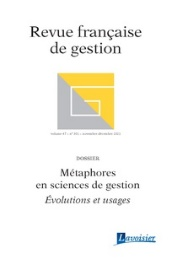 Revue française
de gestion
DOSSIER
Métaphores
en sciences de gestion
Évolutions et usages
Lavoisier